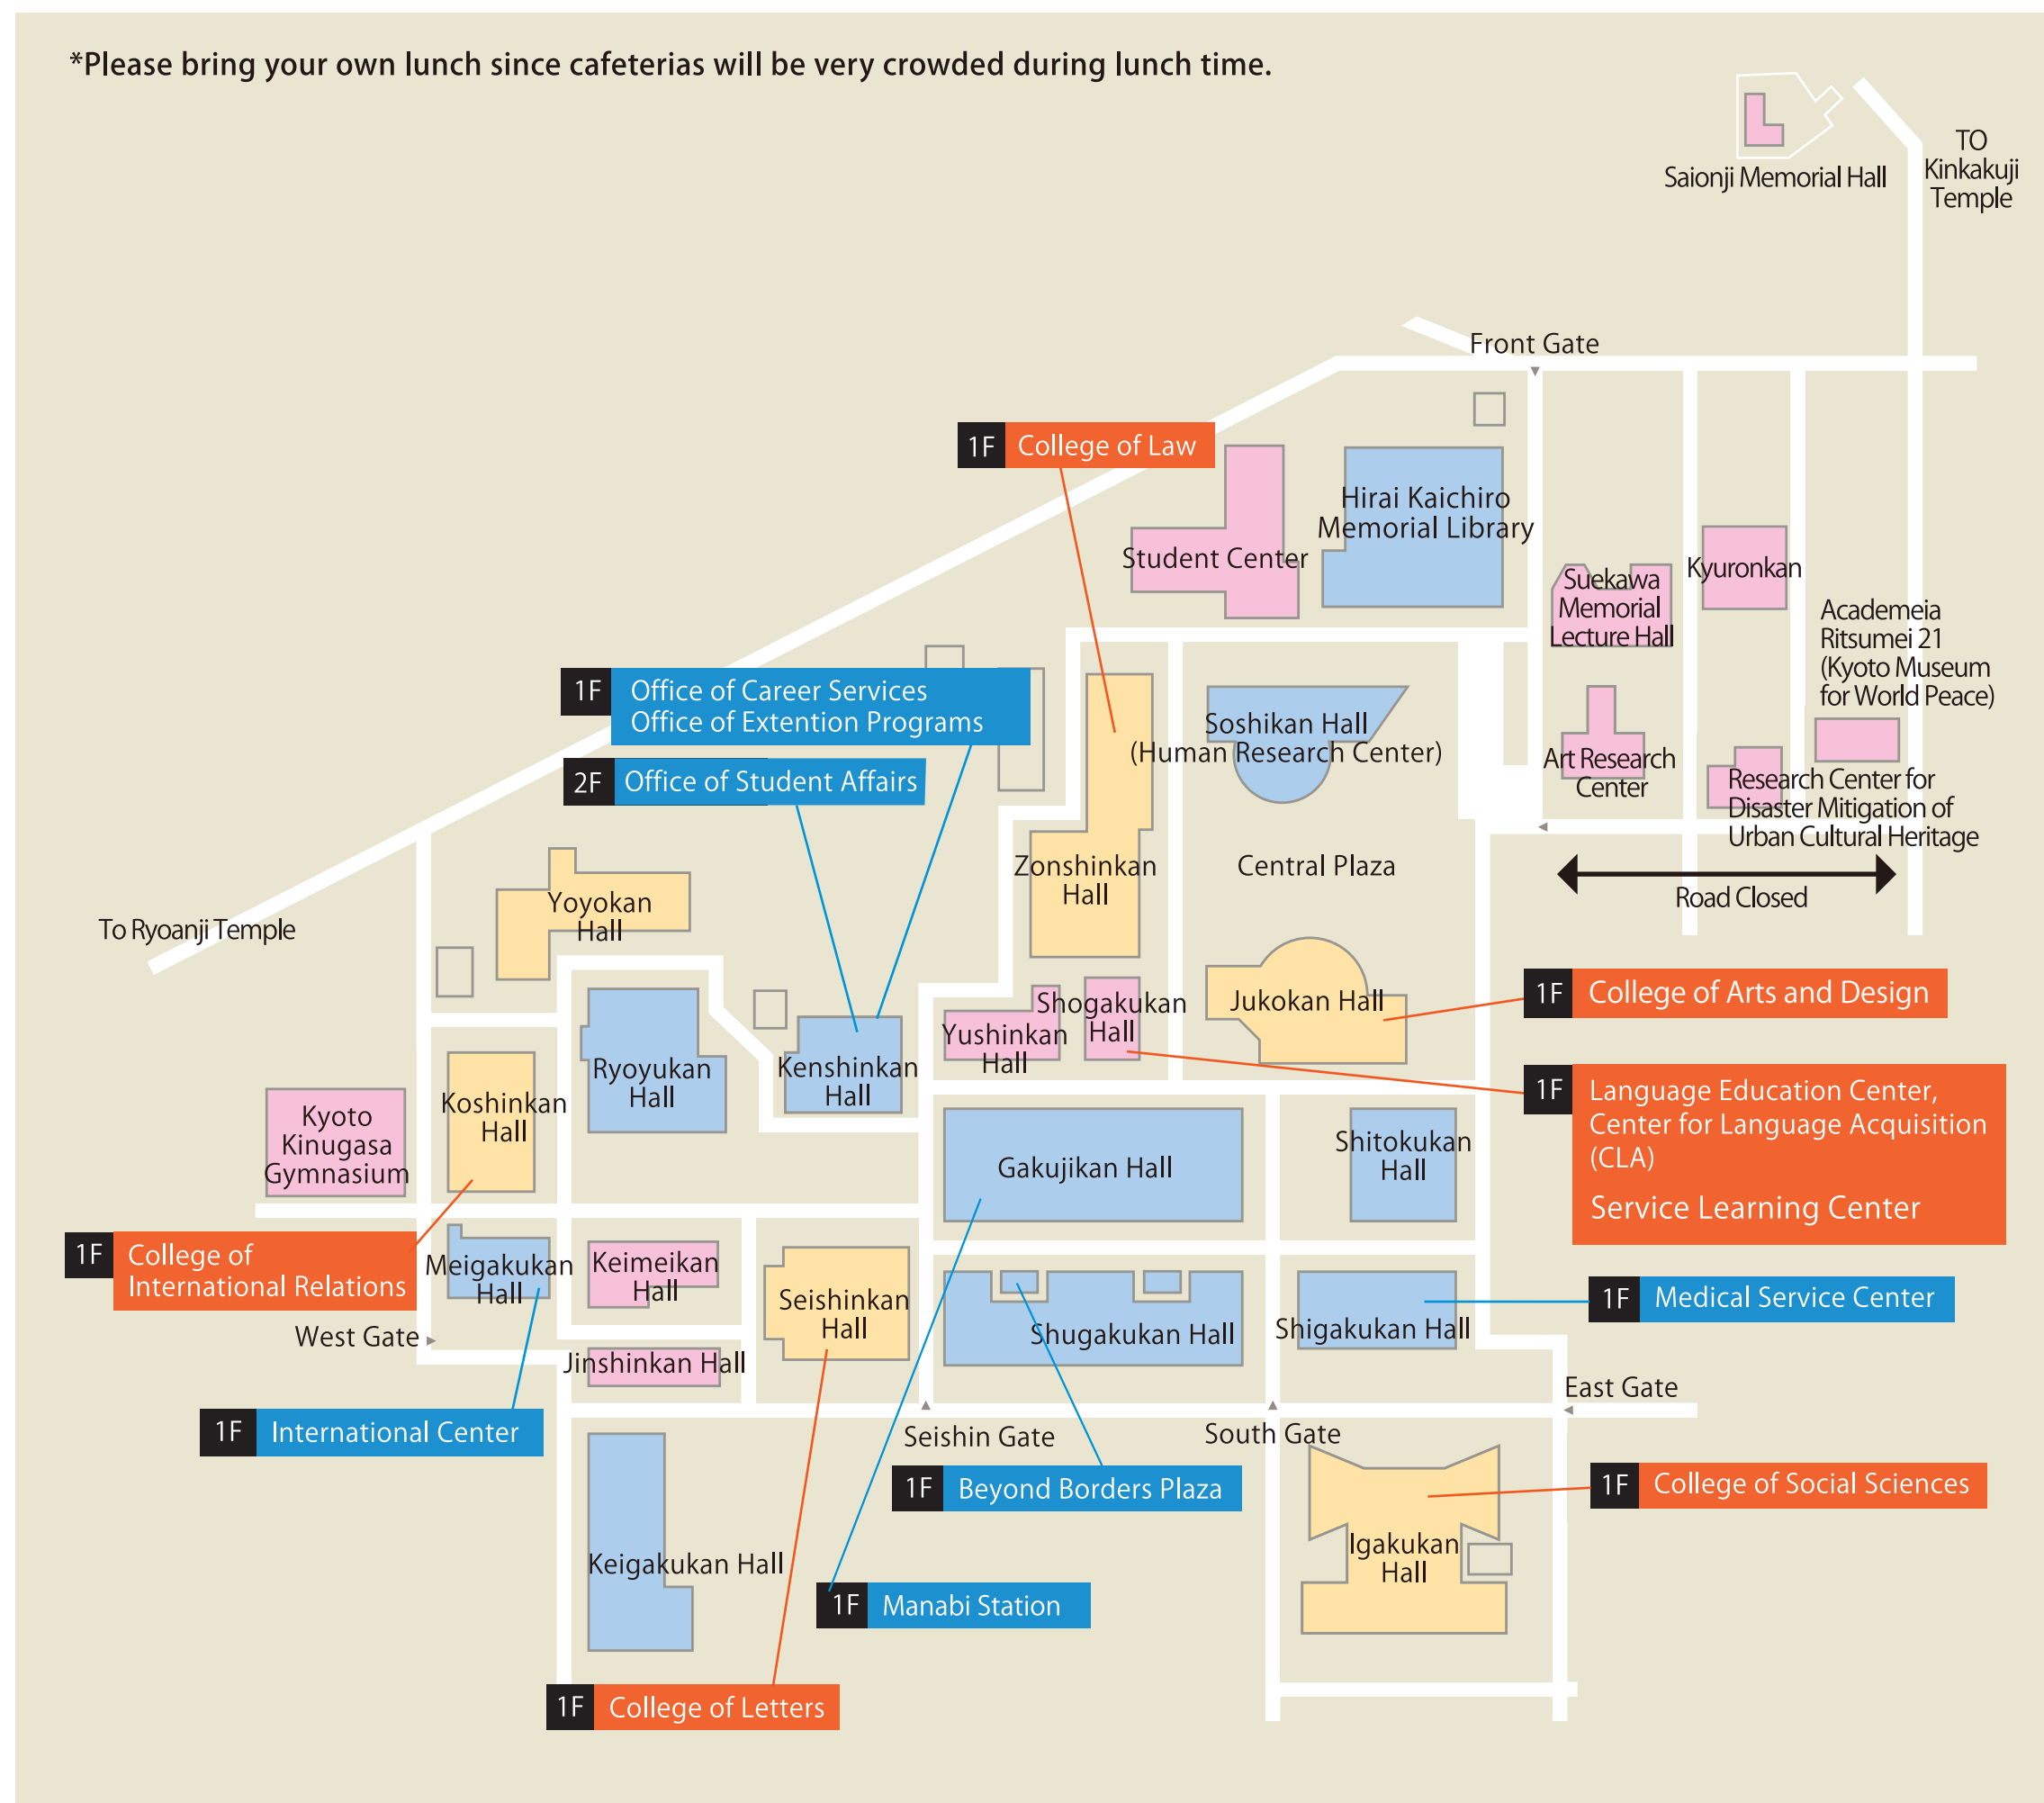 *Please bring your own lunch since cafeterias will be very crowded during lunch time.
TO
Kinkakuji
Temple
Saionji Memorial Hall
Front Gate
1F College of Law
Hirai Kaichiro
Memorial Library
Student Center
Suekawa
Memorial
Lecture Hall
Kyuronkan
Academeia
Ritsumei 21
(Kyoto Museum
for World Peace)
1F Office of Career Services
Office of Extention Programs
2F Office of Student Affairs
Soshikan Hall
(Human Research Center)
Art Research
Center
Research Center for
Disaster Mitigation of
Urban Cultural Heritage
Zonshinkan
Hall
Central Plaza
Road Closed
Yoyokan
Hall
To Ryoanji Temple
Shogakukan
Hall
Jukokan Hall
1F College of Arts and Design
Yushinkan
Hall
Kenshinkan
Hall
Ryoyukan
Hall
Koshinkan
Hall
Kyoto
Kinugasa
Gymnasium
1F Language Education Center,
Center for Language Acquisition
(CLA)
Service Learning Center
Gakujikan Hall
Shitokukan
Hall
1F College of
International Relations
Meigakukan
Hall
Keimeikan
Hall
Seishinkan
Hall
Shugakukan Hall
Shigakukan Hall
1F Medical Service Center
West Gate
Jinshinkan Hall
East Gate
1F International Center
Seishin Gate
South Gate
1F Beyond Borders Plaza
1F College of Social Sciences
Igakukan
Hall
Keigakukan Hall
1F Manabi Station
1F College of Letters